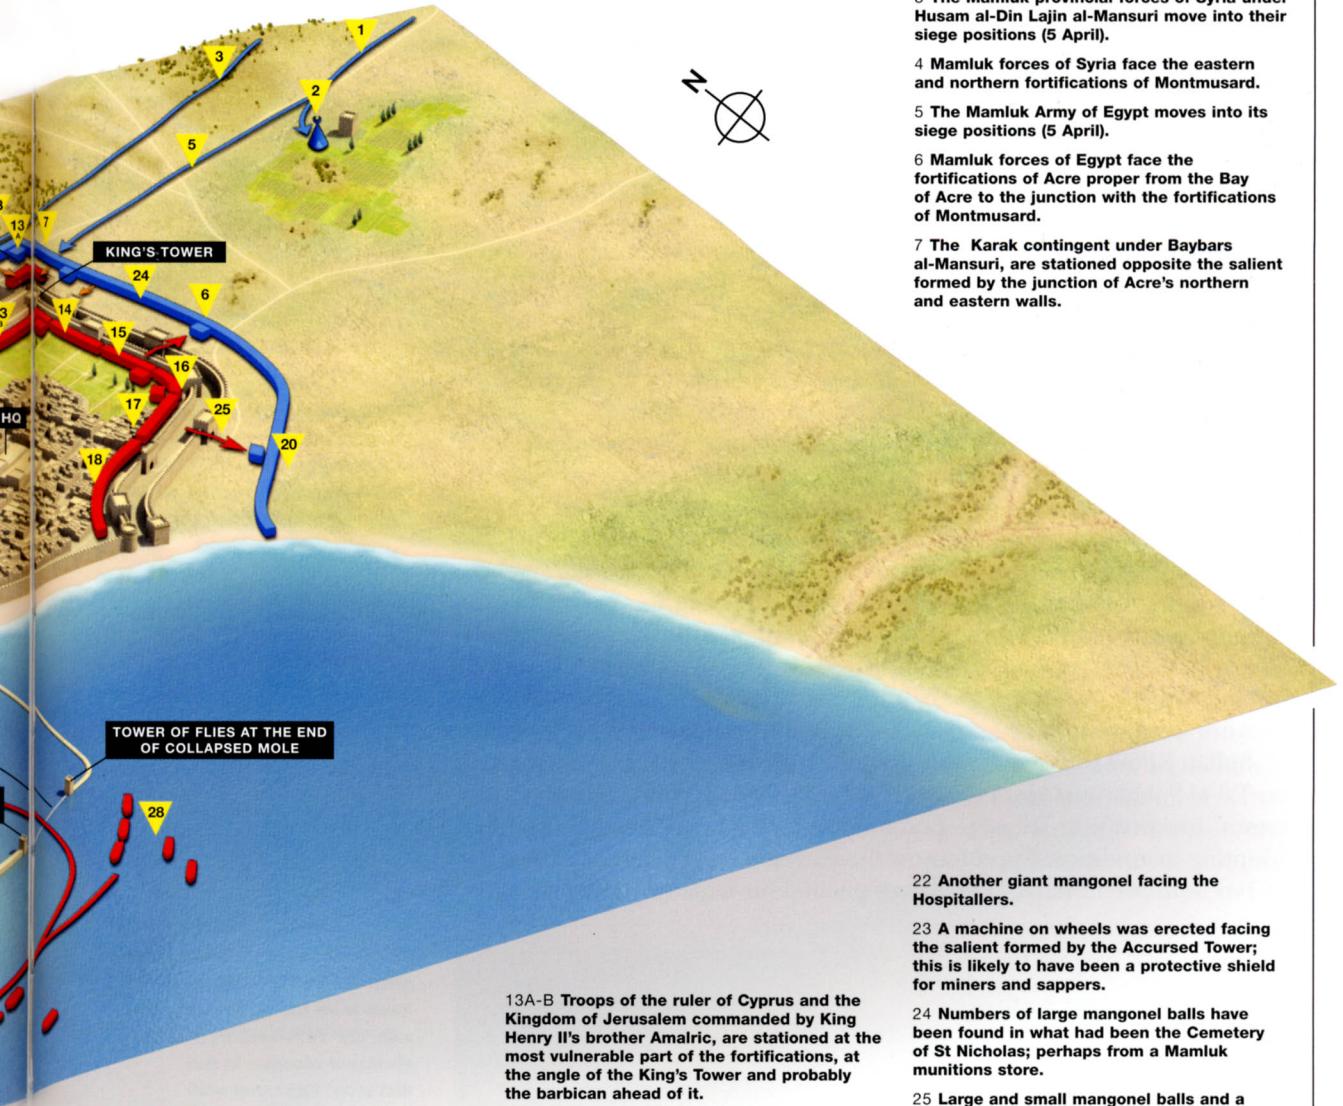 3 The Mamluk provincial forces of Syria under
Husam al-Din Lajin al-Mansuri move into their
siege positions (5 April).
4 Mamluk forces of Syria face the eastern
and northern fortifications of Montmusard.
5 The Mamluk Army of Egypt moves into its
siege positions (5 April).
6 Mamluk forces of Egypt face the
fortifications of Acre proper from the Bay
of Acre to the junction with the fortifications
of Montmusard.
7 The Karak contingent under Baybars
al-Mansuri, are stationed opposite the salient
formed by the junction of Acre's northern
and eastern walls.
1
3
2
N
5
13
A
7
KING'S TOWER
24
6
3
14
15
16
17
25
HQ
20
18
TOWER OF FLIES AT THE END
OF COLLAPSED MOLE
28
13A-B Troops of the ruler of Cyprus and the
Kingdom of Jerusalem commanded by King
Henry II's brother Amalric, are stationed at the
most vulnerable part of the fortifications, at
the angle of the King's Tower and probably
the barbican ahead of it.
22 Another giant mangonel facing the
Hospitallers.
23 A machine on wheels was erected facing
the salient formed by the Accursed Tower;
this is likely to have been a protective shield
for miners and sappers.
24 Numbers of large mangonel balls have
been found in what had been the Cemetery
of St Nicholas; perhaps from a Mamluk
munitions store.
25 Large and small mangonel balls and a